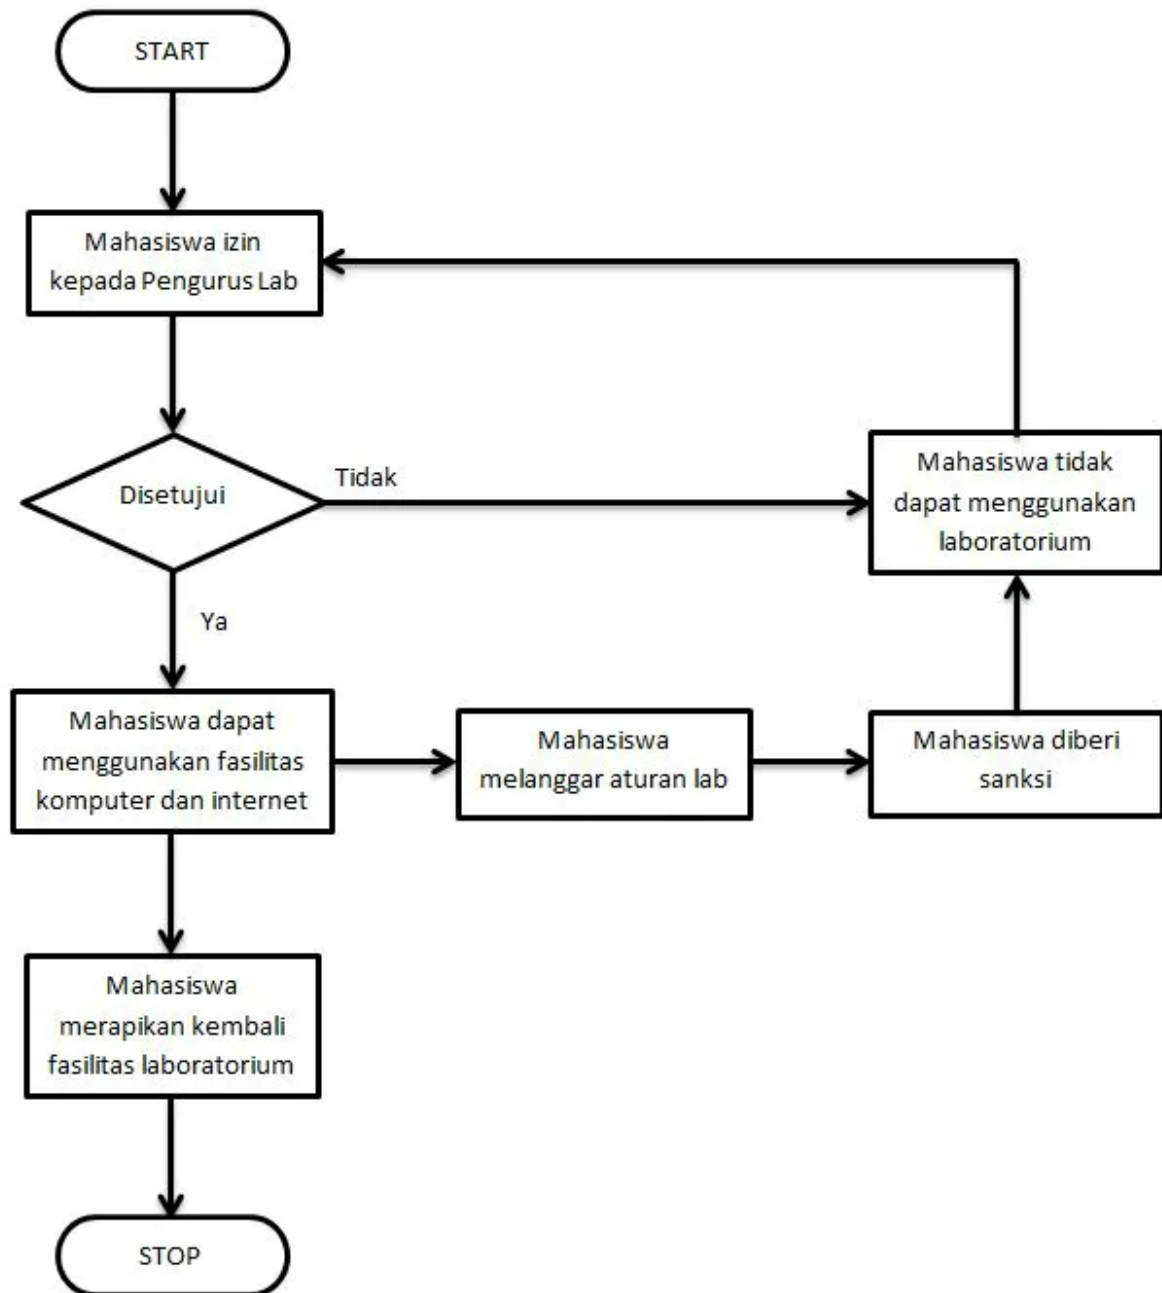 START
Mahasiswa izin
kepada Pengurus Lab
Disetujui
Tidak
Mahasiswa tidak
dapat menggunakan
laboratorium
Ya
Mahasiswa dapat
menggunakan fasilitas
komputer dan internet
Mahasiswa
melanggar aturan lab
Mahasiswa diberi
sanksi
Mahasiswa
merapikan kembali
fasilitas laboratorium
STOP